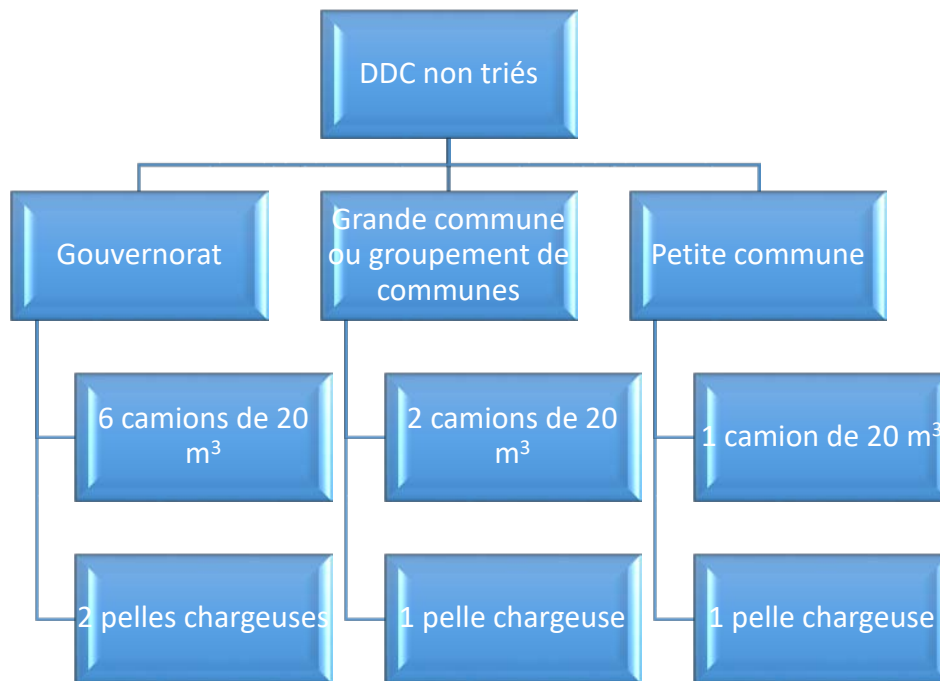 DDC non triés
Gouvernorat
Grande commune
ou groupement de
communes
Petite commune
6 camions de 20
m³
2 camions de 20
m³
1 camion de 20 m³
2 pelles chargeuses
1 pelle chargeuse
1 pelle chargeuse